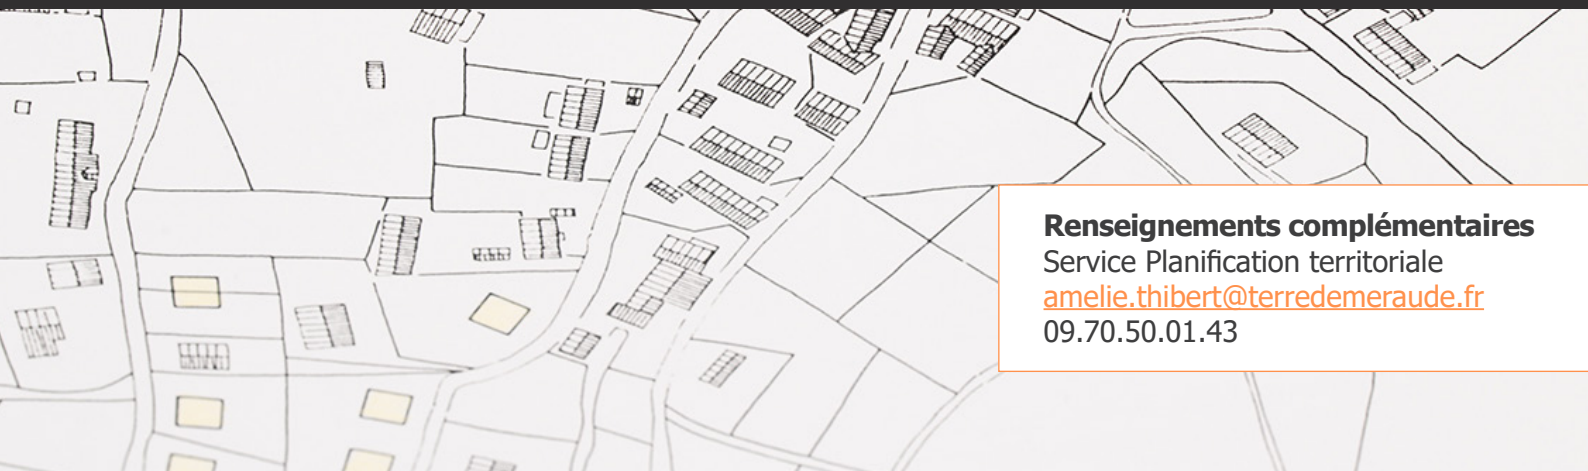 Renseignements complémentaires
Service Planification territoriale
amelie.thibert@terredemeraude.fr
09.70.50.01.43